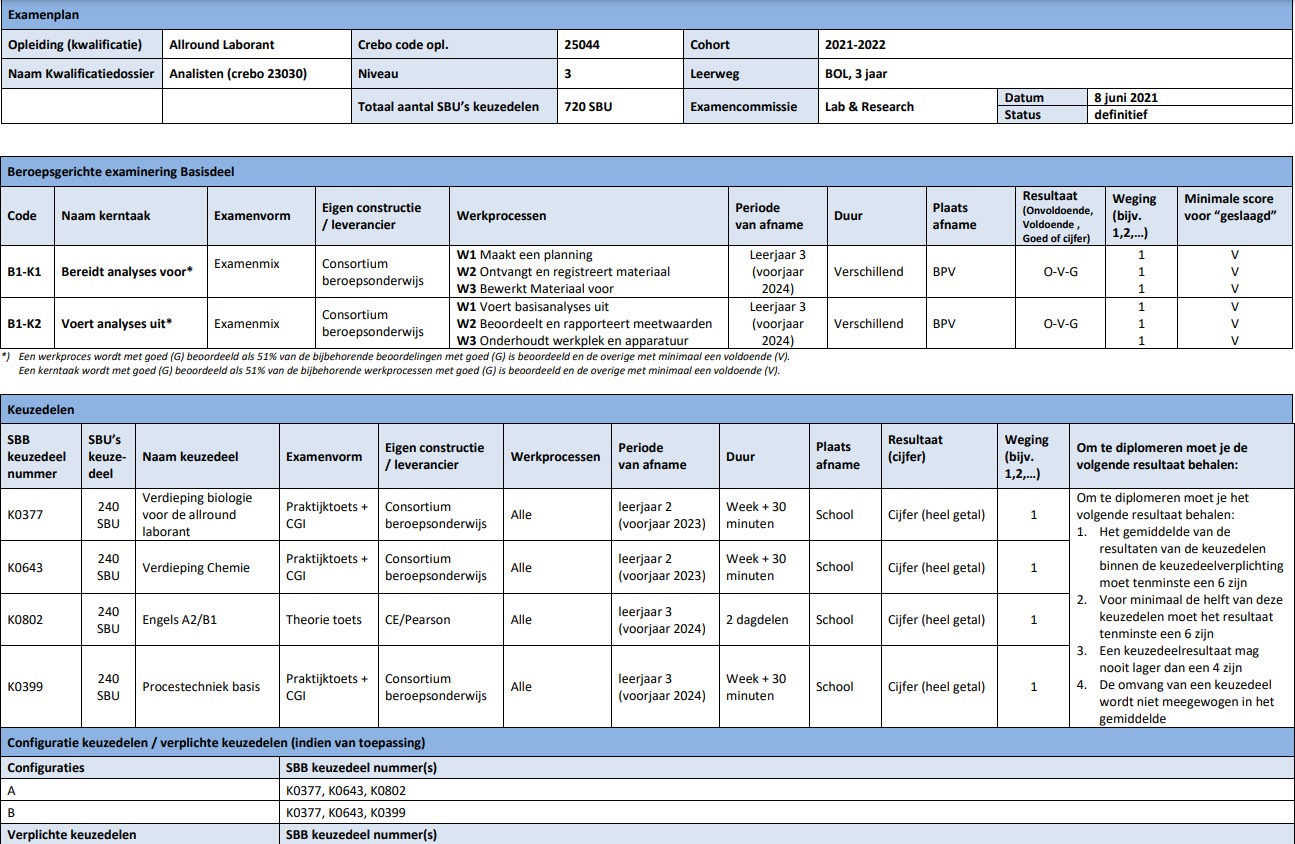 Examenplan
Opleiding (kwalificatie) Allround Laborant Crebo code opl. 25044 Cohort 2021-2022
Naam Kwalificatiedossier Analisten (crebo 23030) Niveau 3 Leerweg BOL, 3 jaar
Totaal aantal SBU's keuzedelen 720 SBU Examencommissie Lab & Research Datum 8 juni 2021
Status definitief
Beroepsgerichte examinering Basisdeel
Code Naam kerntaak Examenvorm Eigen constructie / leverancier Werkprocessen Periode van afname Duur Plaats afname Resultaat (Onvoldoende, Voldoende , Goed of cijfer) Weging (bijv. 1,2,…) Minimale score voor “geslaagd”
B1-K1 Bereidt analyses voor* Examenmix Consortium beroepsonderwijs
W1 Maakt een planning
W2 Ontvangt en registreert materiaal
W3 Bewerkt Materiaal voor
Leerjaar 3 (voorjaar 2024) Verschillend BPV O-V-G
1 V
1 V
1 V
B1-K2 Voert analyses uit* Examenmix Consortium beroepsonderwijs
W1 Voert basisanalyses uit
W2 Beoordeelt en rapporteert meetwaarden
W3 Onderhoudt werkplek en apparatuur
Leerjaar 3 (voorjaar 2024) Verschillend BPV O-V-G
1 V
1 V
1 V
*) Een werkproces wordt met goed (G) beoordeeld als 51% van de bijbehorende beoordelingen met goed (G) is beoordeeld en de overige met minimaal een voldoende (V).
Een kerntaak wordt met goed (G) beoordeeld als 51% van de bijbehorende werkprocessen met goed (G) is beoordeeld en de overige met minimaal een voldoende (V).
Keuzedelen
SBB keuzedeel nummer SBU's keuze-deel Naam keuzedeel Examenvorm Eigen constructie / leverancier Werkprocessen Periode van afname Duur Plaats afname Resultaat (cijfer) Weging (bijv. 1,2,…) Om te diplomeren moet je de volgende resultaat behalen:
K0377 240 SBU Verdieping biologie voor de allround laborant Praktijktoets + CGI Consortium beroepsonderwijs Alle leerjaar 2 (voorjaar 2023) Week + 30 minuten School Cijfer (heel getal) 1
K0643 240 SBU Verdieping Chemie Praktijktoets + CGI Consortium beroepsonderwijs Alle leerjaar 2 (voorjaar 2023) Week + 30 minuten School Cijfer (heel getal) 1
K0802 240 SBU Engels A2/B1 Theorie toets CE/Pearson Alle leerjaar 3 (voorjaar 2024) 2 dagdelen School Cijfer (heel getal) 1
K0399 240 SBU Procestechniek basis Praktijktoets + CGI Consortium beroepsonderwijs Alle leerjaar 3 (voorjaar 2024) Week + 30 minuten School Cijfer (heel getal) 1
Om te diplomeren moet je het
volgende resultaat behalen:
1. Het gemiddelde van de
resultaten van de keuzedelen
binnen de keuzedeelverplichting
moet tenminste een 6 zijn
2. Voor minimaal de helft van deze
keuzedelen moet het resultaat
tenminste een 6 zijn
3. Een keuzedeelresultaat mag
nooit lager dan een 4 zijn
4. De omvang van een keuzedeel
wordt niet meegewogen in het
gemiddelde
Configuratie keuzedelen / verplichte keuzedelen (indien van toepassing)
Configuraties SBB keuzedeel nummer(s)
A K0377, K0643, K0802
B K0377, K0643, K0399
Verplichte keuzedelen SBB keuzedeel nummer(s)